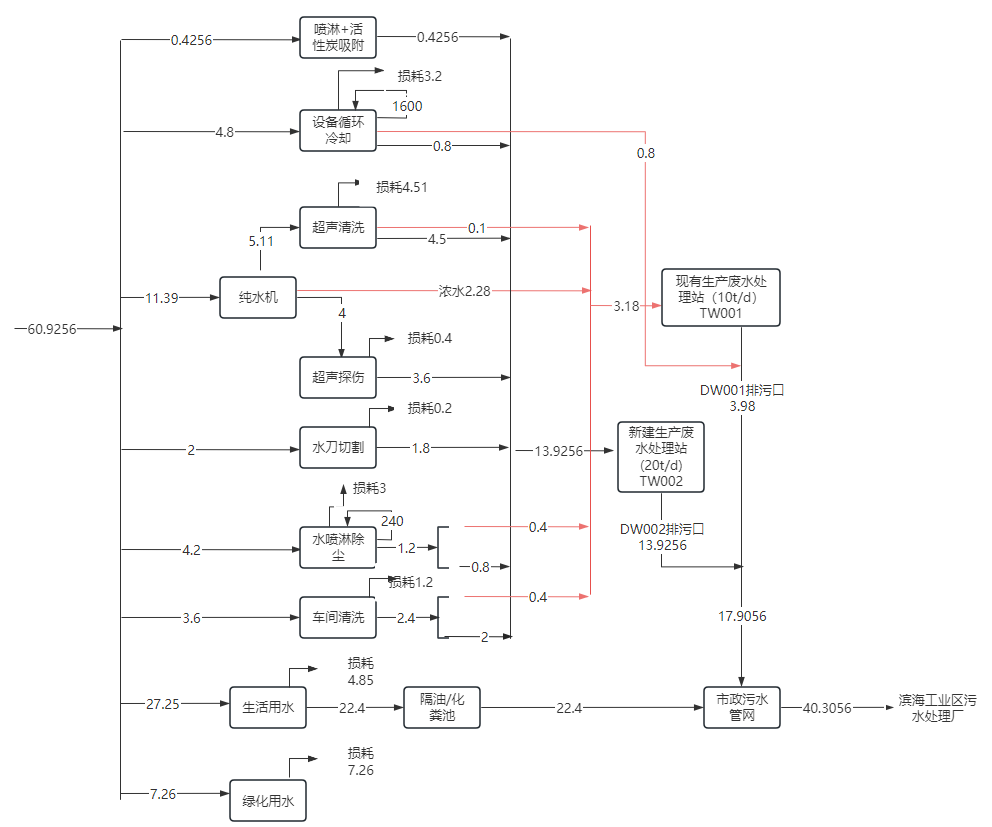 喷淋+活
性炭吸附
0.4256
0.4256
损耗3.2
1600
设备循环
冷却
4.8
0.8
0.8
损耗4.51
超声清洗
0.1
4.5
5.11
现有生产废水处
理站（10t/d）
TW001
纯水机
浓水2.28
11.39
3.18
4
60.9256
损耗0.4
超声探伤
3.6
DW001排污口
3.98
损耗0.2
水刀切割
2
1.8
13.9256
新建生产废
水处理站
(20t/d)
TW002
损耗3
240
水喷淋除
尘
4.2
1.2
0.4
0.8
DW002排污口
13.9256
损耗1.2
车间清洗
3.6
2.4
0.4
2
17.9056
损耗
4.85
27.25
生活用水
22.4
隔油/化
粪池
22.4
市政污水
管网
40.3056
滨海工业区污
水处理厂
损耗
7.26
7.26
绿化用水